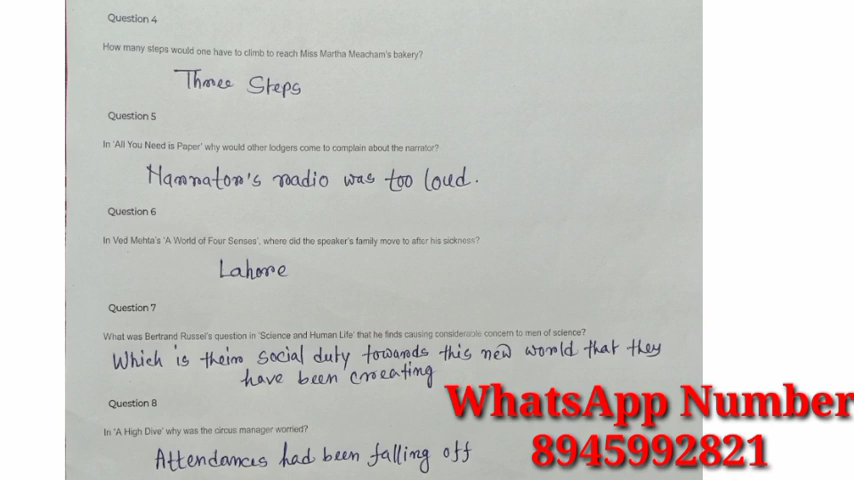 Question 4
How many steps would one have to climb to reach Miss Martha Meacham's bakery?
Three Steps
Question 5
In 'All You Need is Paper' why would other lodgers come to complain about the narrator?
Narrator's radio was too loud.
Question 6
In Ved Mehta's 'A World of Four Senses', where did the speaker's family move to after his sickness?
Lahore
Question 7
What was Bertrand Russel's question in 'Science and Human Life' that he finds causing considerable concern to men of science?
Which is their social duty towards this new world that they
have been creating
Question 8
In 'A High Dive' why was the circus manager worried?
Attendances had been falling off
WhatsApp Number
8945992821